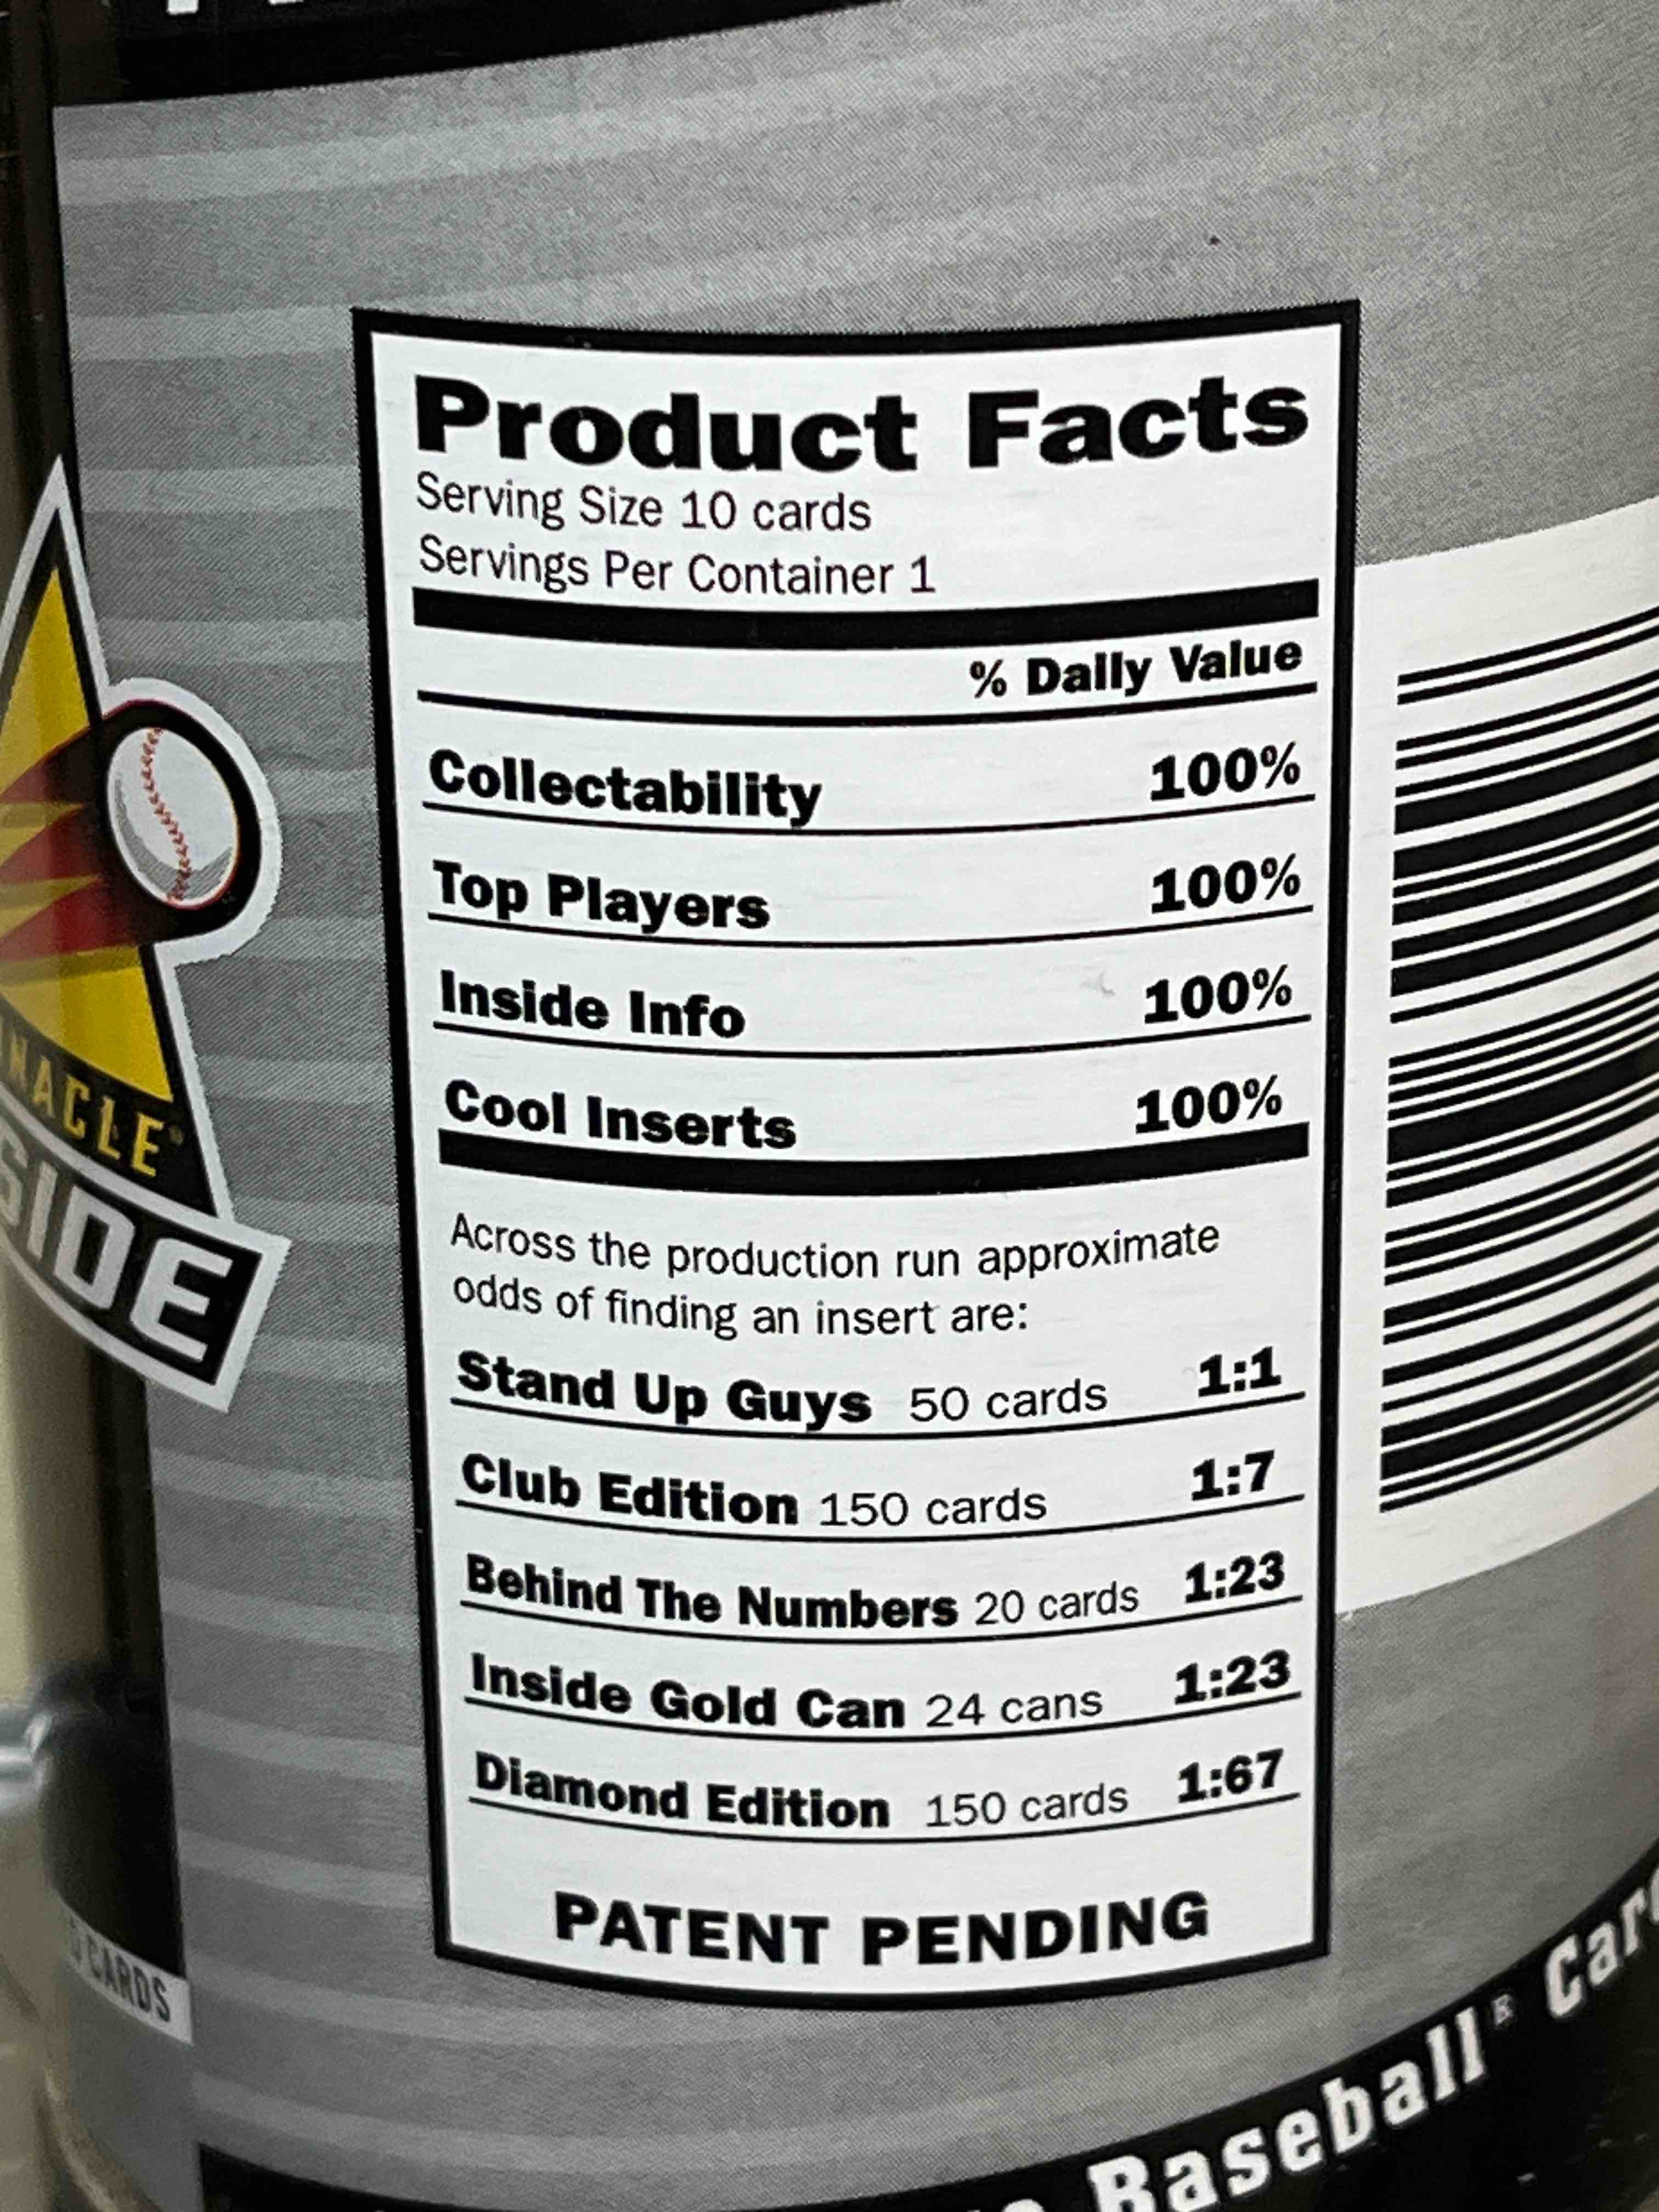 Product Facts
Serving Size 10 cards
Servings Per Container 1
% Daily Value
Collectability 100%
Top Players 100%
Inside Info 100%
Cool Inserts 100%
Across the production run approximate
odds of finding an insert are:
Stand Up Guys 50 cards 1:1
Club Edition 150 cards 1:7
Behind The Numbers 20 cards 1:23
Inside Gold Can 24 cans 1:23
Diamond Edition 150 cards 1:67
PATENT PENDING
NACLE®
SIDE
CARDS
Baseball® Car